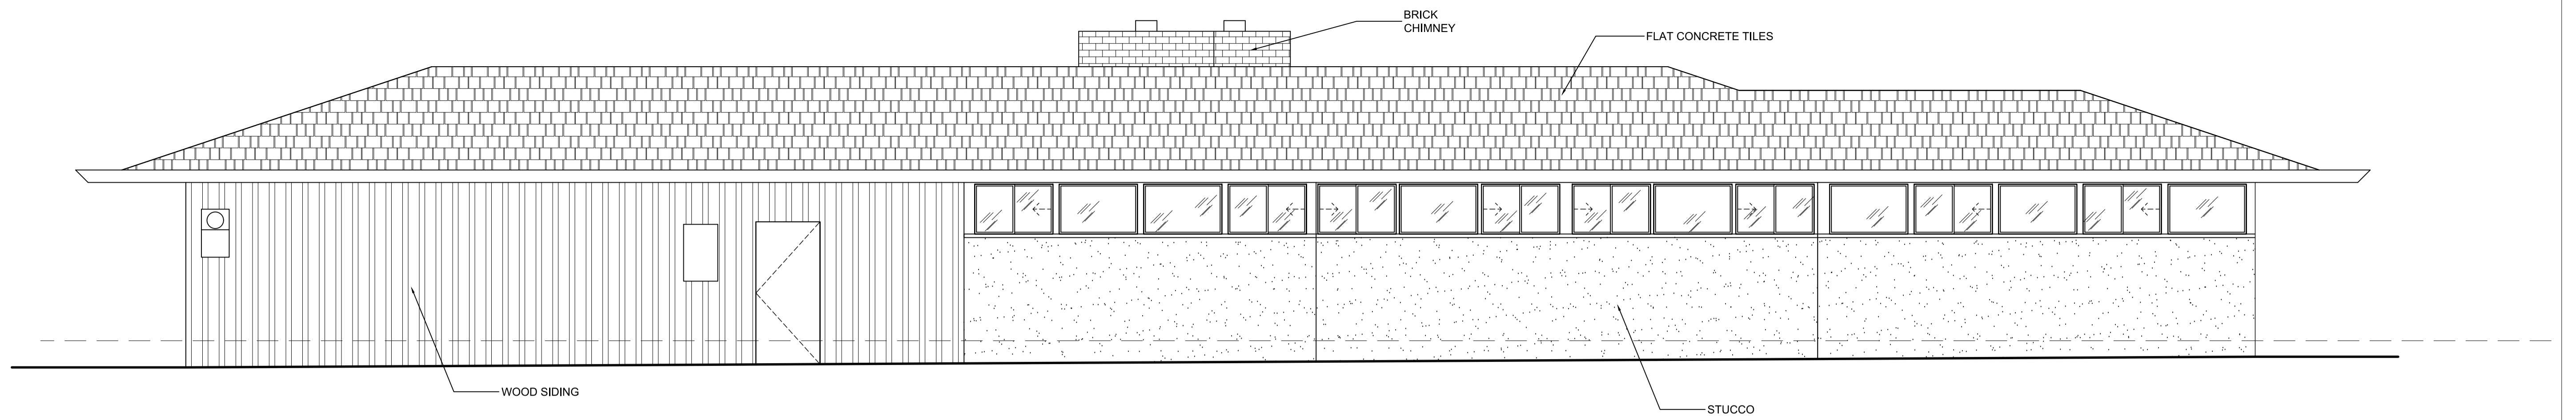 BRICK
CHIMNEY
FLAT CONCRETE TILES
WOOD SIDING
STUCCO